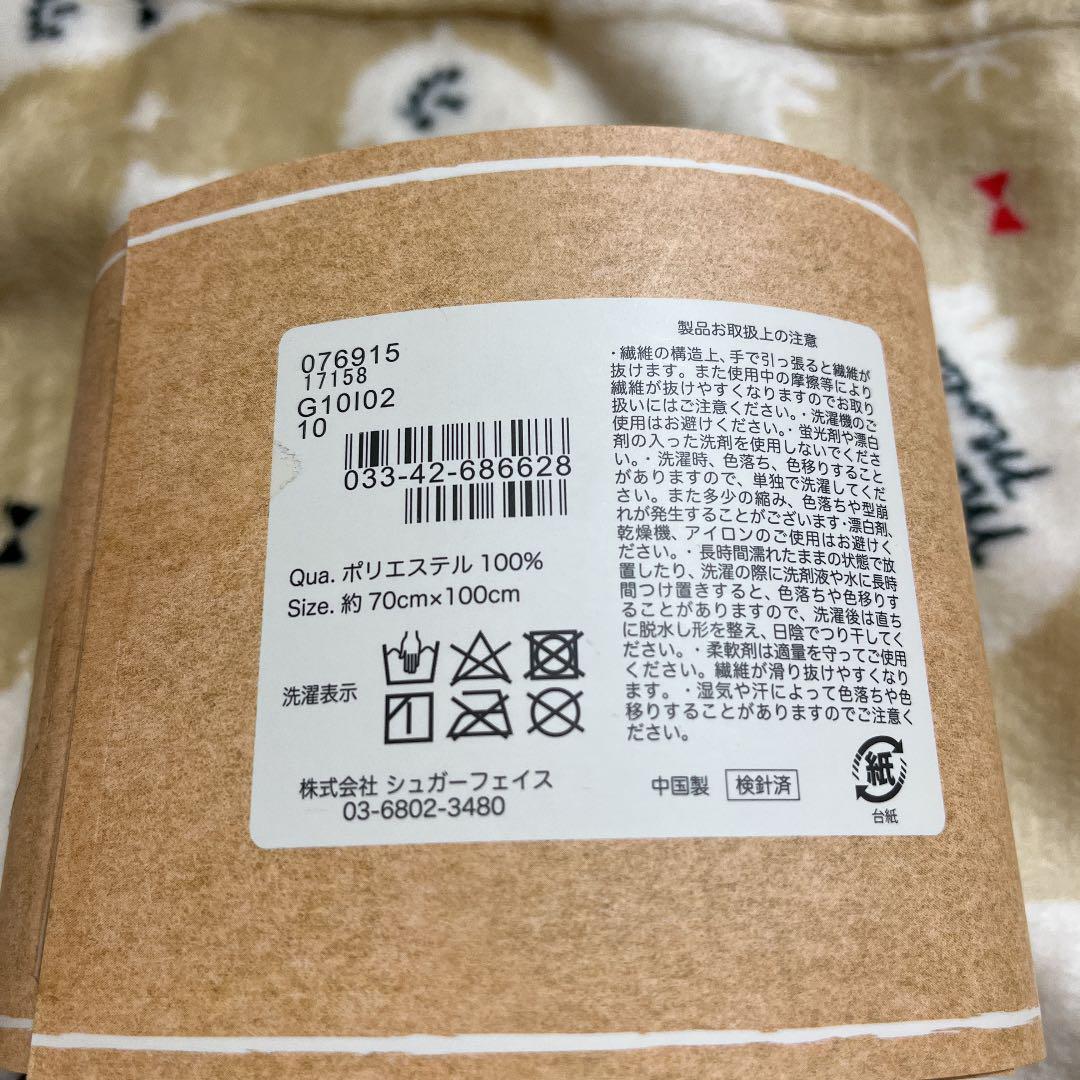 076915
17158
G10I02
10
033-42-686628
Qua. ポリエステル 100%
Size. 約 70cm×100cm
洗濯表示
株式会社 シュガーフェイス
03-6802-3480
製品お取扱上の注意
・繊維の構造上、手で引っ張ると繊維が
抜けます。また使用中の摩擦等により
繊維が抜けやすくなりますのでお取り
扱いにはご注意ください。・洗濯機のご
使用はお避けください。・蛍光剤や漂白
剤の入った洗剤を使用しないでくださ
い。・洗濯時、色落ち、色移りすること
がありますので、単独で洗濯してくだ
さい。また多少の縮み、色落ちや型崩
れが発生することがございます・漂白剤、
乾燥機、アイロンのご使用はお避けく
ださい。・長時間濡れたままの状態で放
置したり、洗濯の際に洗剤液や水に長時
間つけ置きすると、色落ちや色移りす
ることがありますので、洗濯後は直ち
に脱水し形を整え、日陰でつり干してく
ださい。・柔軟剤は適量を守ってご使用
ください。繊維が滑り抜けやすくなり
ます。・湿気や汗によって色落ちや色
移りすることがありますのでご注意く
ださい。
中国製 検針済
紙
台紙